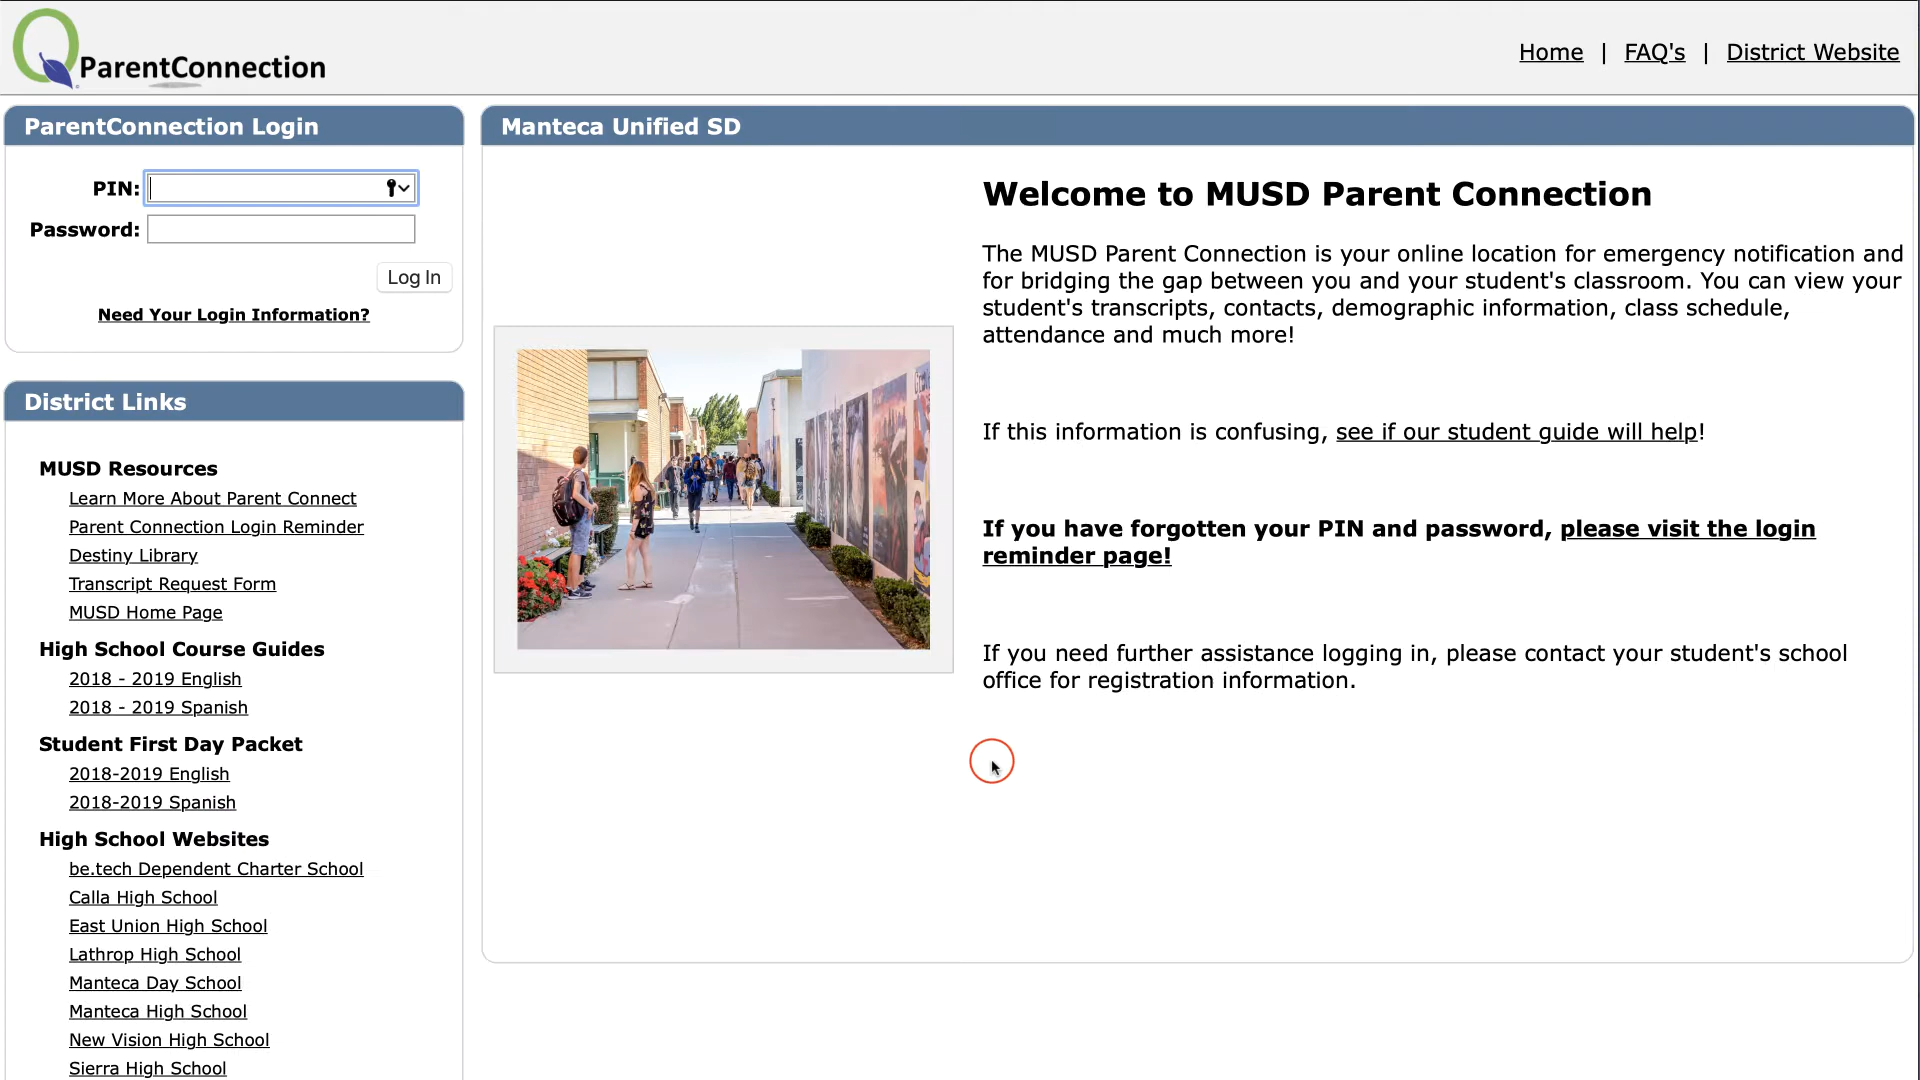 ParentConnection
Home | FAQ's | District Website
ParentConnection Login
PIN:
Password:
Log In
Need Your Login Information?
District Links
MUSD Resources
Learn More About Parent Connect
Parent Connection Login Reminder
Destiny Library
Transcript Request Form
MUSD Home Page
High School Course Guides
2018 - 2019 English
2018 - 2019 Spanish
Student First Day Packet
2018-2019 English
2018-2019 Spanish
High School Websites
be.tech Dependent Charter School
Calla High School
East Union High School
Lathrop High School
Manteca Day School
Manteca High School
New Vision High School
Sierra High School
Manteca Unified SD
Welcome to MUSD Parent Connection
The MUSD Parent Connection is your online location for emergency notification and
for bridging the gap between you and your student's classroom. You can view your
student's transcripts, contacts, demographic information, class schedule,
attendance and much more!
If this information is confusing, see if our student guide will help!
If you have forgotten your PIN and password, please visit the login
reminder page!
If you need further assistance logging in, please contact your student's school
office for registration information.